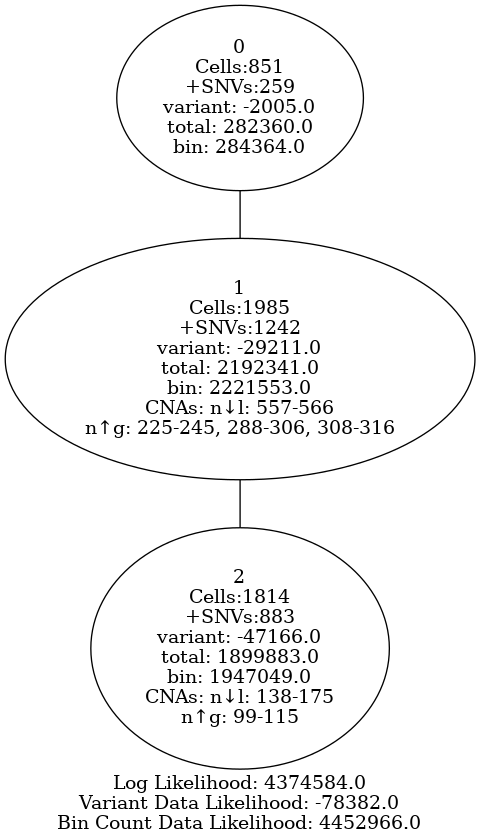 0
Cells:851
+SNVs:259
variant: -2005.0
total: 282360.0
bin: 284364.0
1
Cells:1985
+SNVs:1242
variant: -29211.0
total: 2192341.0
bin: 2221553.0
CNAs: n↓l: 557-566
n↑g: 225-245, 288-306, 308-316
2
Cells:1814
+SNVs:883
variant: -47166.0
total: 1899883.0
bin: 1947049.0
CNAs: n↓l: 138-175
n↑g: 99-115
Log Likelihood: 4374584.0
Variant Data Likelihood: -78382.0
Bin Count Data Likelihood: 4452966.0